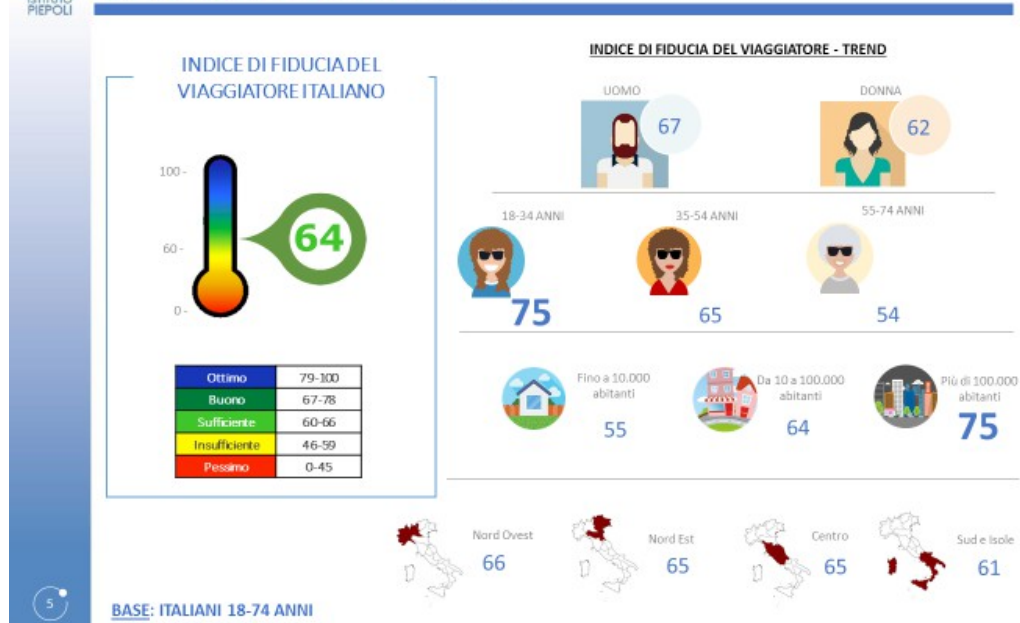 PIEPOLI
INDICE DI FIDUCIA DEL
VIAGGIATORE ITALIANO
100 -
60 -
0 -
64
Ottimo 79-100
Buono 67-78
Sufficiente 60-66
Insufficiente 46-59
Pessimo 0-45
INDICE DI FIDUCIA DEL VIAGGIATORE - TREND
UOMO
67
DONNA
62
18-34 ANNI
75
35-54 ANNI
65
55-74 ANNI
54
Fino a 10.000
abitanti
55
Da 10 a 100.000
abitanti
64
Più di 100.000
abitanti
75
Nord Ovest
66
Nord Est
65
Centro
65
Sud e Isole
61
5
BASE: ITALIANI 18-74 ANNI